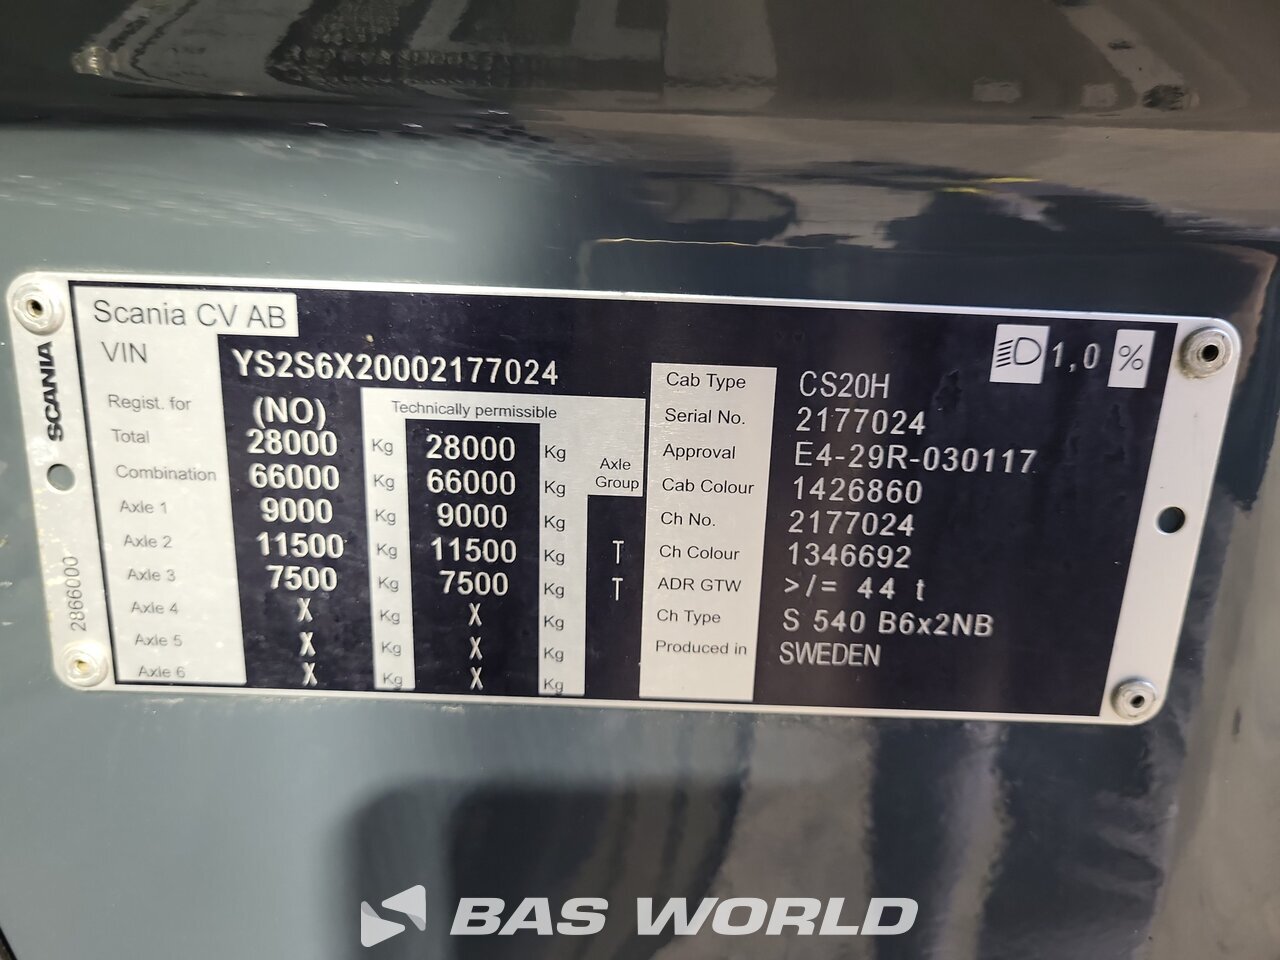 Scania CV AB
VIN YS2S6X20002177024
Regist. for (NO) Technically permissible
Total 28000 Kg 28000 Kg
Combination 66000 Kg 66000 Kg Axle Group
Axle 1 9000 Kg 9000 Kg
Axle 2 11500 Kg 11500 Kg T
Axle 3 7500 Kg 7500 Kg T
Axle 4 X Kg X Kg
Axle 5 X Kg X Kg
Axle 6 X Kg X Kg
1,0 %
Cab Type CS20H
Serial No. 2177024
Approval E4-29R-030117
Cab Colour 1426860
Ch No. 2177024
Ch Colour 1346692
ADR GTW >/= 44 t
Ch Type S 540 B6x2NB
Produced in SWEDEN
SCANIA
2866000
BAS WORLD